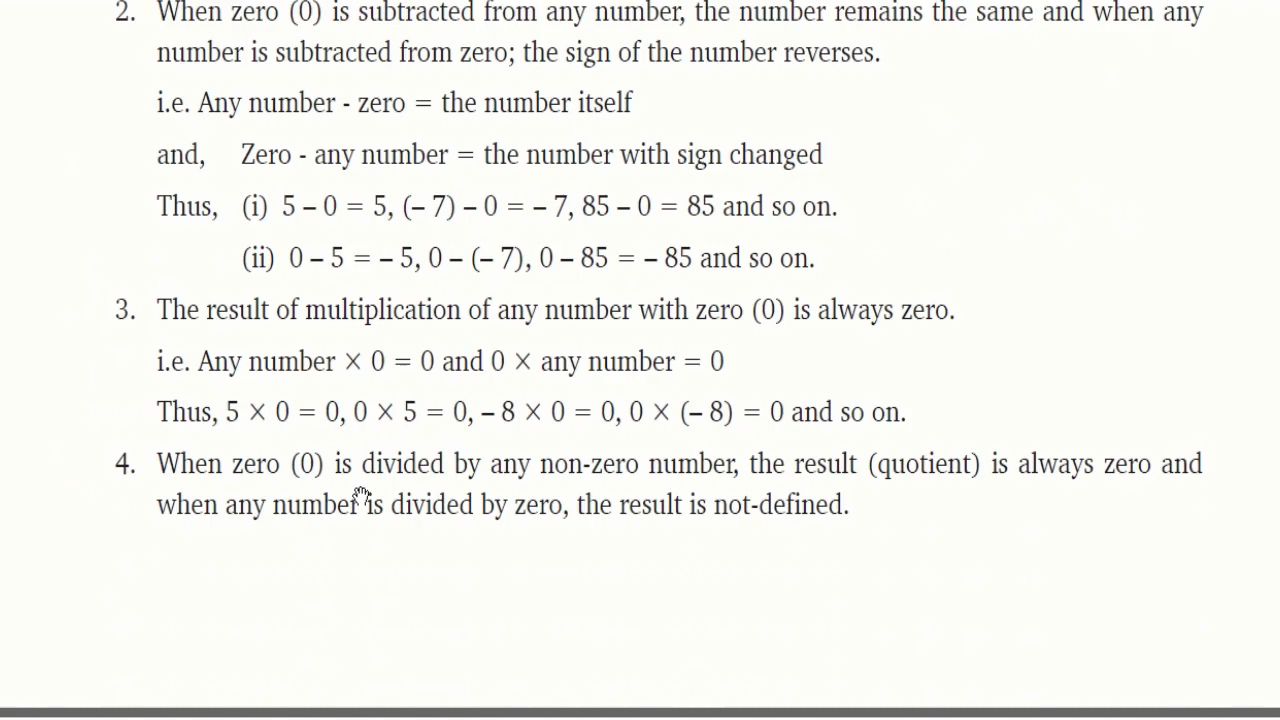 2. When zero (0) is subtracted from any number, the number remains the same and when any
number is subtracted from zero; the sign of the number reverses.
i.e. Any number - zero = the number itself
and, Zero - any number = the number with sign changed
Thus, (i) 5 – 0 = 5, (– 7) – 0 = – 7, 85 – 0 = 85 and so on.
(ii) 0 – 5 = – 5, 0 – (– 7), 0 – 85 = – 85 and so on.
3. The result of multiplication of any number with zero (0) is always zero.
i.e. Any number × 0 = 0 and 0 × any number = 0
Thus, 5 × 0 = 0, 0 × 5 = 0, – 8 × 0 = 0, 0 × (– 8) = 0 and so on.
4. When zero (0) is divided by any non-zero number, the result (quotient) is always zero and
when any number is divided by zero, the result is not-defined.